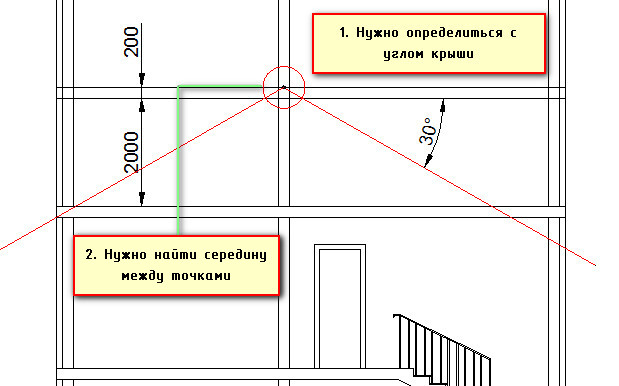 200
1. Нужно определиться с
углом крыши
2000
30°
2. Нужно найти середину
между точками